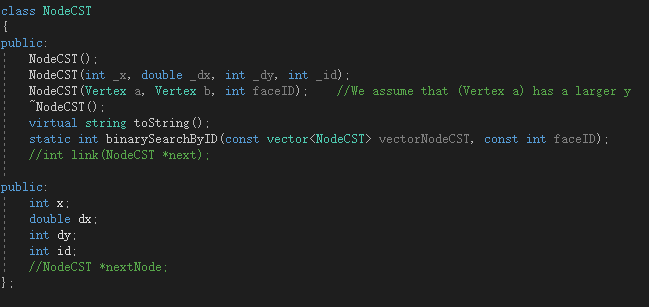 class NodeCST
{
public:
    NodeCST();
    NodeCST(int _x, double _dx, int _dy, int _id);
    NodeCST(Vertex a, Vertex b, int faceID);    //We assume that (Vertex a) has a larger y
    ~NodeCST();
    virtual string toString();
    static int binarySearchByID(const vector<NodeCST> vectorNodeCST, const int faceID);
    //int link(NodeCST *next);
public:
    int x;
    double dx;
    int dy;
    int id;
    //NodeCST *nextNode;
};